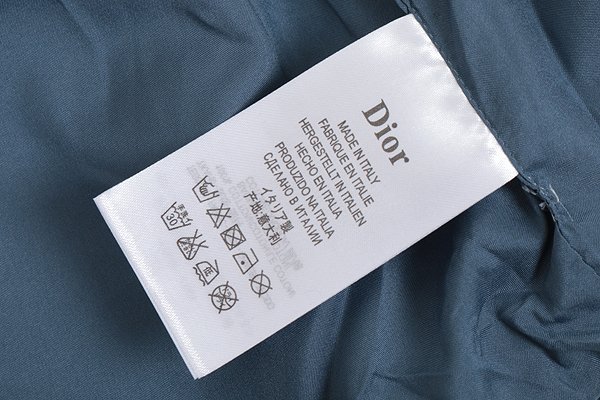 Dior
MADE IN ITALY
FABRIQUE EN ITALIE
HERGESTELLT IN ITALIEN
HECHO EN ITALIA
PRODUZIDO NA ITALIA
СДЕЛАНО В ИТАЛИИ
イタリア製
产地:意大利
30